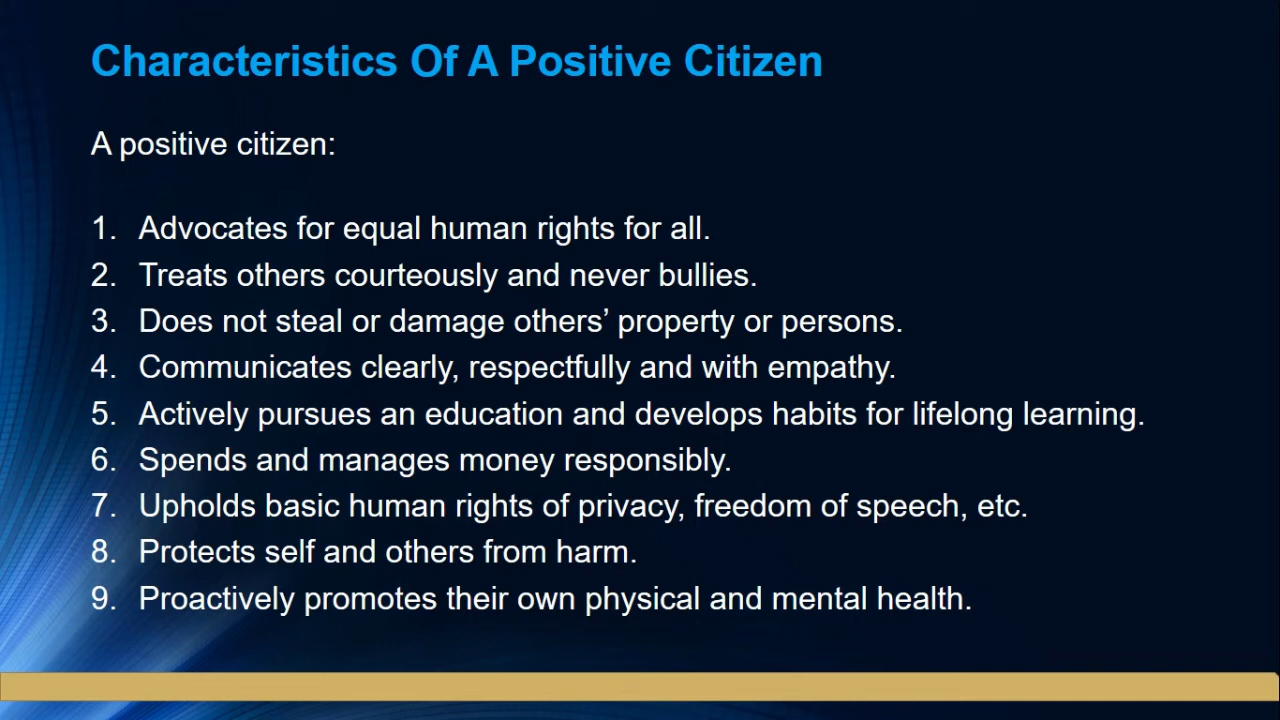 Characteristics Of A Positive Citizen
A positive citizen:
1. Advocates for equal human rights for all.
2. Treats others courteously and never bullies.
3. Does not steal or damage others’ property or persons.
4. Communicates clearly, respectfully and with empathy.
5. Actively pursues an education and develops habits for lifelong learning.
6. Spends and manages money responsibly.
7. Upholds basic human rights of privacy, freedom of speech, etc.
8. Protects self and others from harm.
9. Proactively promotes their own physical and mental health.